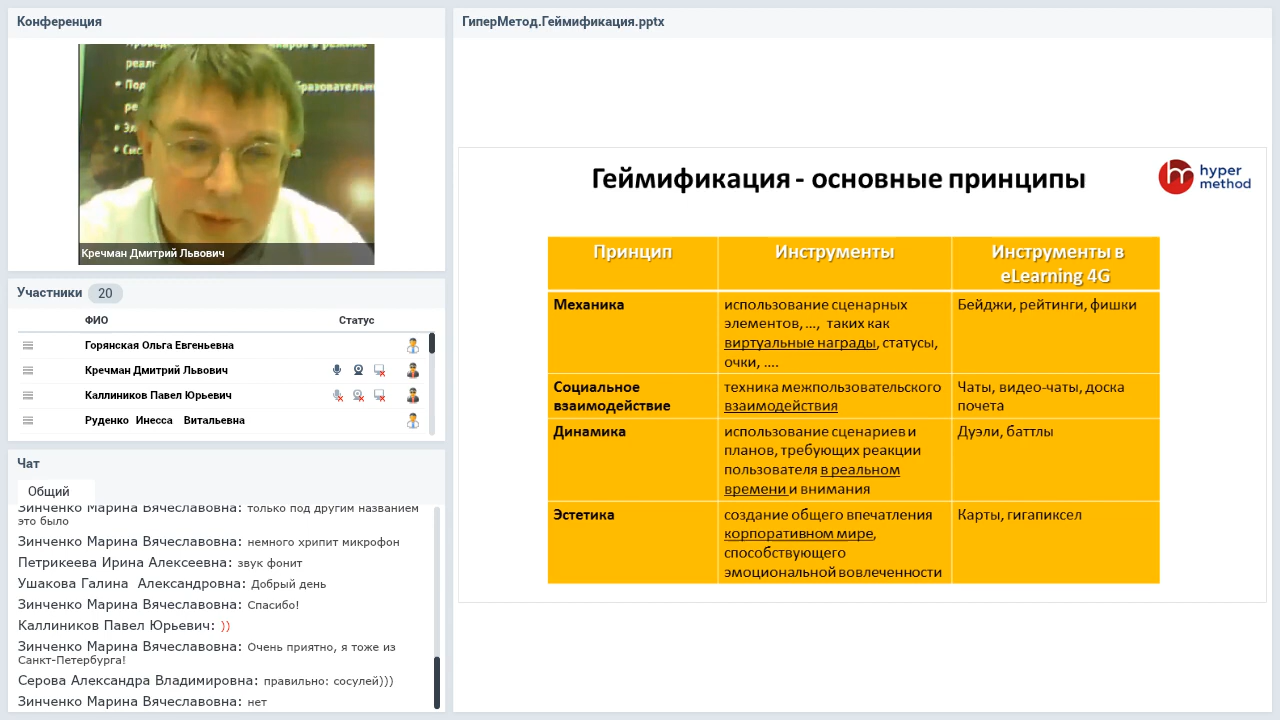 Конференция
реал
• Под
бразовательн
ре
• Эл
• Сис
Кречман Дмитрий Львович
Участники 20
ФИО Статус
Горянская Ольга Евгеньевна
Кречман Дмитрий Львович
Каллиников Павел Юрьевич
Руденко Инесса Витальевна
Чат
Общий
Зинченко Марина Вячеславовна: только под другим названием
это было
Зинченко Марина Вячеславовна: немного хрипит микрофон
Петрикеева Ирина Алексеевна: звук фонит
Ушакова Галина Александровна: Добрый день
Зинченко Марина Вячеславовна: Спасибо!
Каллиников Павел Юрьевич: ))
Зинченко Марина Вячеславовна: Очень приятно, я тоже из
Санкт-Петербурга!
Серова Александра Владимировна: правильно: сосулей)))
Зинченко Марина Вячеславовна: нет
ГиперМетод.Геймификация.pptx
Геймификация - основные принципы
hyper
method
Принцип
Инструменты
Инструменты в
eLearning 4G
Механика
использование сценарных
элементов, ..., таких как
виртуальные награды, статусы,
очки, ....
Бейджи, рейтинги, фишки
Социальное
взаимодействие
техника межпользовательского
взаимодействия
Чаты, видео-чаты, доска
почета
Динамика
использование сценариев и
планов, требующих реакции
пользователя в реальном
времени и внимания
Дуэли, баттлы
Эстетика
создание общего впечатления
корпоративном мире,
способствующего
эмоциональной вовлеченности
Карты, гигапиксел